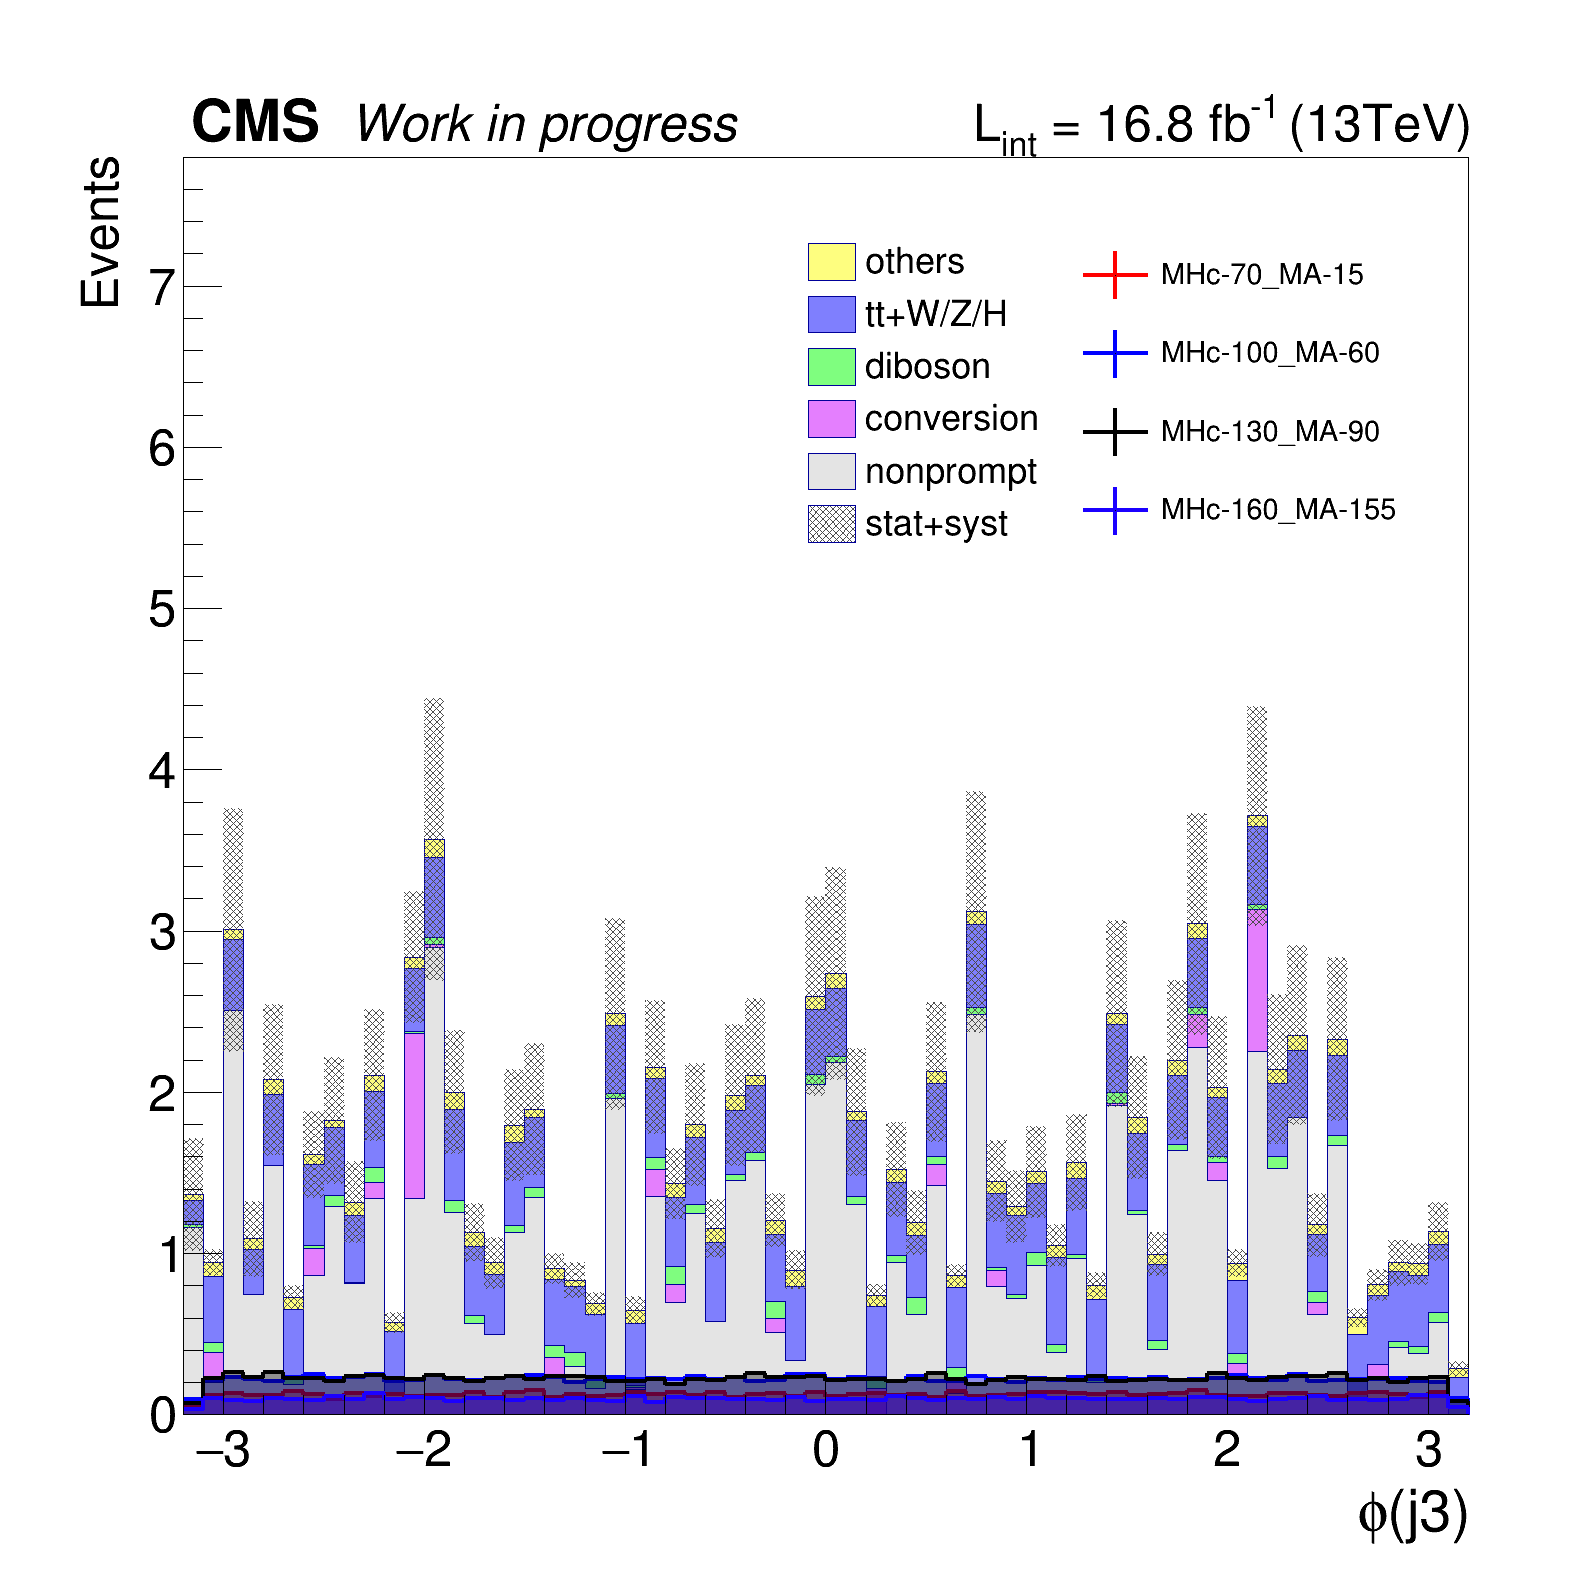 CMS Work in progress
L_int = 16.8 fb^-1 (13TeV)
Events
7
6
5
4
3
2
1
0
others
tt+W/Z/H
diboson
conversion
nonprompt
stat+syst
MHc-70_MA-15
MHc-100_MA-60
MHc-130_MA-90
MHc-160_MA-155
−3 −2 −1 0 1 2 3
ϕ(j3)